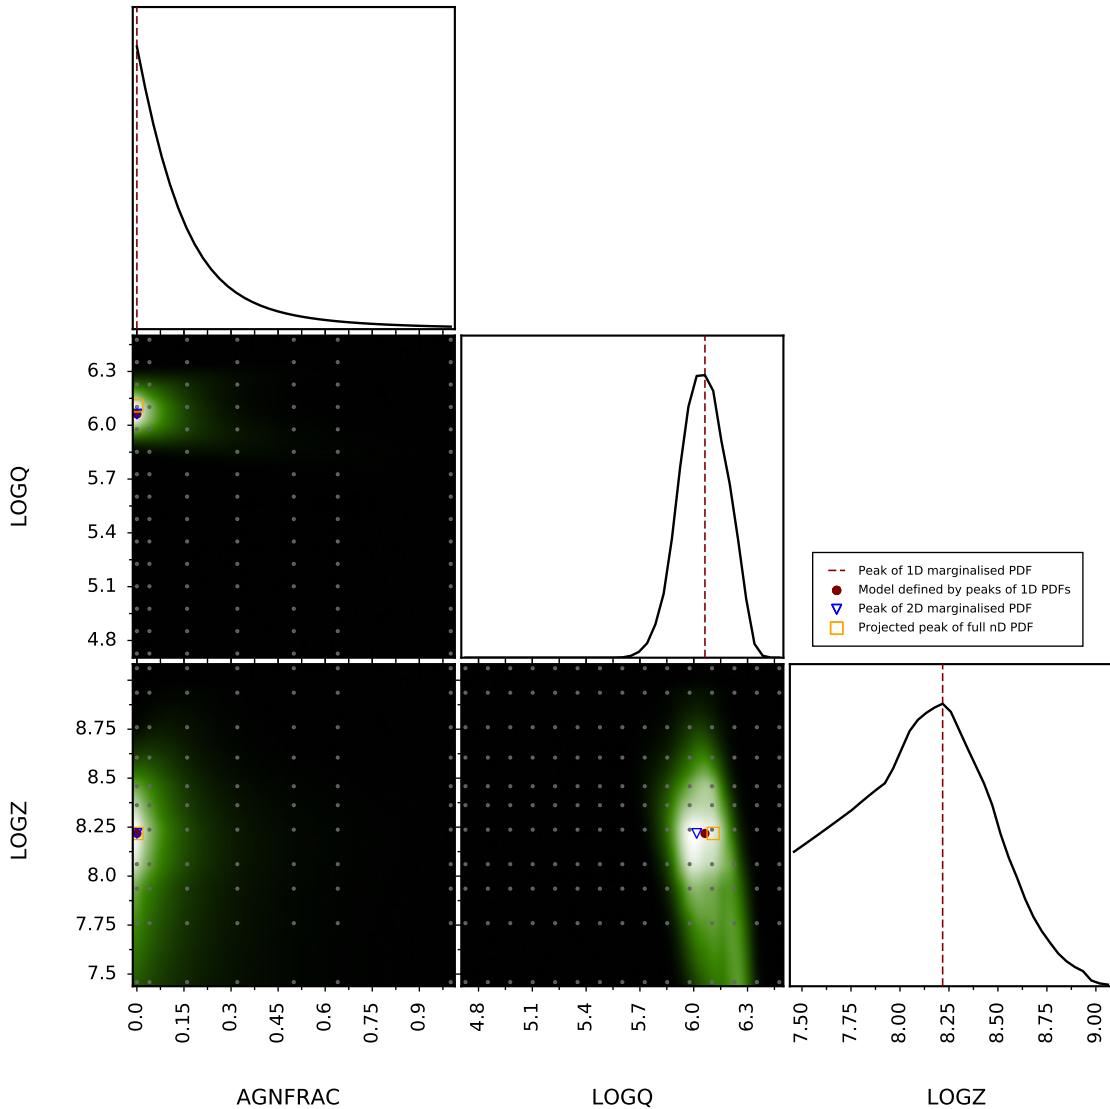 6.3
6.0
5.7
5.4
5.1
4.8
LOGQ
Peak of 1D marginalised PDF
Model defined by peaks of 1D PDFs
Peak of 2D marginalised PDF
Projected peak of full nD PDF
8.75
8.5
8.25
8.0
7.75
7.5
LOGZ
0.0 0.15 0.3 0.45 0.6 0.75 0.9
4.8 5.1 5.4 5.7 6.0 6.3
7.50 7.75 8.00 8.25 8.50 8.75 9.00
AGNFRAC
LOGQ
LOGZ